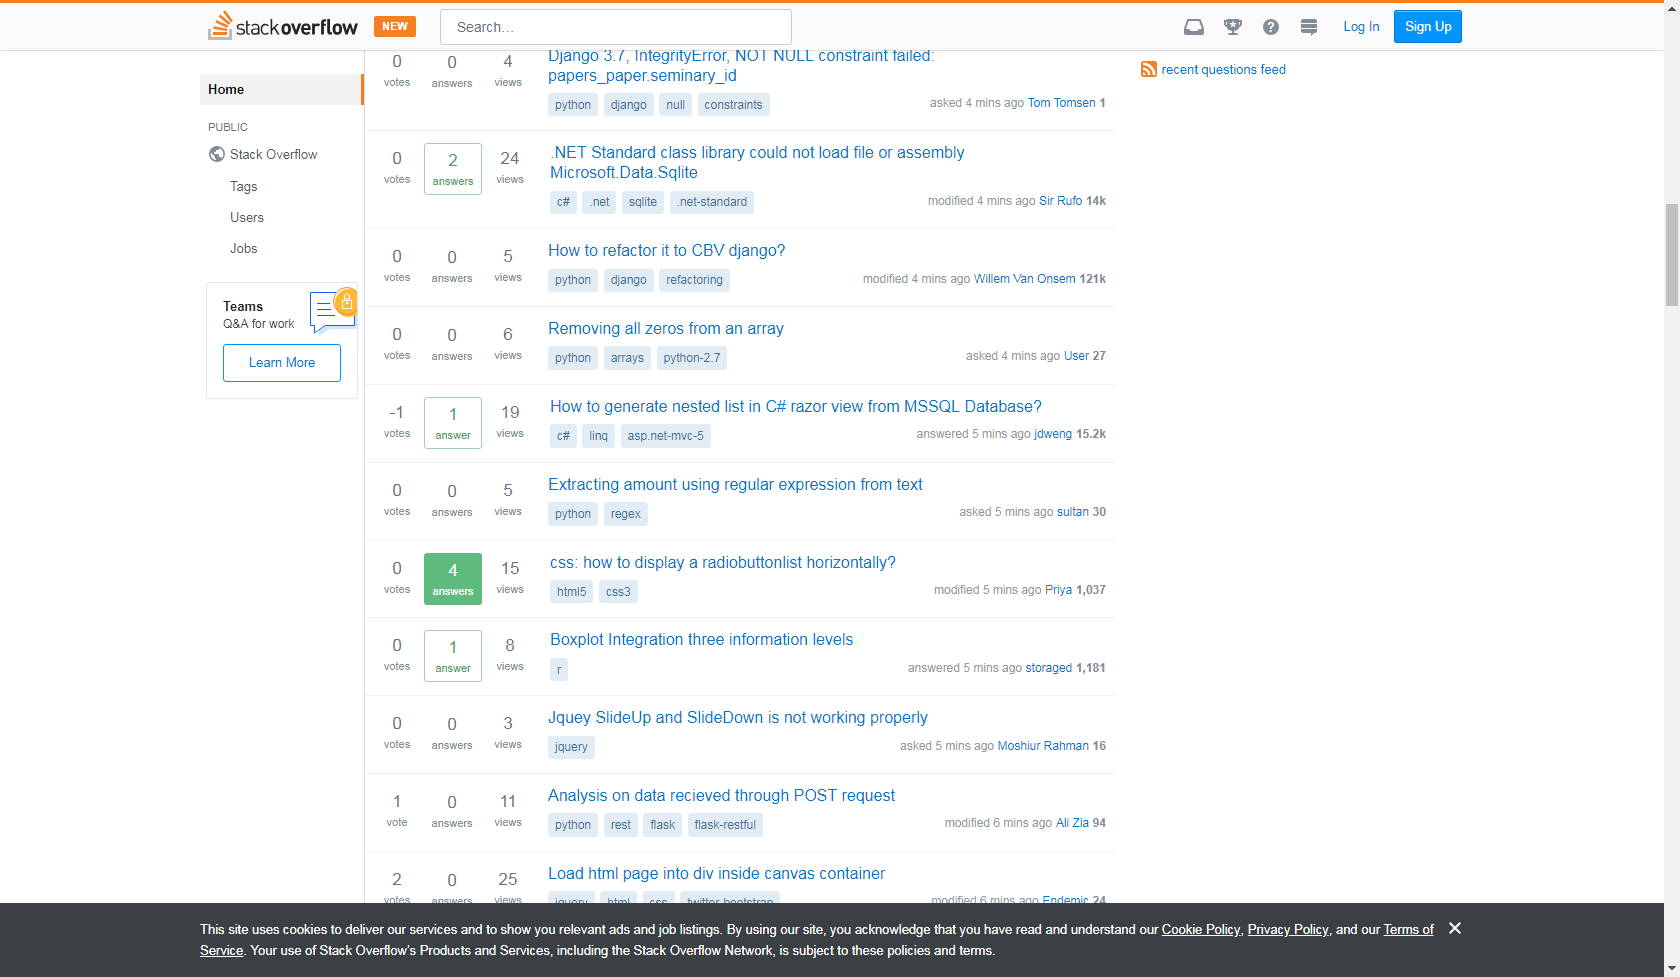 stackoverflow NEW Search... Log In Sign Up
Home
PUBLIC
Stack Overflow
Tags
Users
Jobs
Teams
Q&A for work
Learn More
0 votes 0 answers 4 views
Django 3.7, IntegrityError, NOT NULL constraint failed:
papers_paper.seminary_id
python django null constraints
asked 4 mins ago Tom Tomsen 1
0 votes 2 answers 24 views
.NET Standard class library could not load file or assembly
Microsoft.Data.Sqlite
c# .net sqlite .net-standard
modified 4 mins ago Sir Rufo 14k
0 votes 0 answers 5 views
How to refactor it to CBV django?
python django refactoring
modified 4 mins ago Willem Van Onsem 121k
0 votes 0 answers 6 views
Removing all zeros from an array
python arrays python-2.7
asked 4 mins ago User 27
-1 votes 1 answer 19 views
How to generate nested list in C# razor view from MSSQL Database?
c# linq asp.net-mvc-5
answered 5 mins ago jdweng 15.2k
0 votes 0 answers 5 views
Extracting amount using regular expression from text
python regex
asked 5 mins ago sultan 30
0 votes 4 answers 15 views
css: how to display a radiobuttonlist horizontally?
html5 css3
modified 5 mins ago Priya 1,037
0 votes 1 answer 8 views
Boxplot Integration three information levels
r
answered 5 mins ago storaged 1,181
0 votes 0 answers 3 views
Jquey SlideUp and SlideDown is not working properly
jquery
asked 5 mins ago Moshiur Rahman 16
1 vote 0 answers 11 views
Analysis on data recieved through POST request
python rest flask flask-restful
modified 6 mins ago Ali Zia 94
2 votes 0 answers 25 views
Load html page into div inside canvas container
jquery html css twitter-bootstrap
modified 6 mins ago Endemic 24
recent questions feed
This site uses cookies to deliver our services and to show you relevant ads and job listings. By using our site, you acknowledge that you have read and understand our Cookie Policy, Privacy Policy, and our Terms of
Service. Your use of Stack Overflow's Products and Services, including the Stack Overflow Network, is subject to these policies and terms.